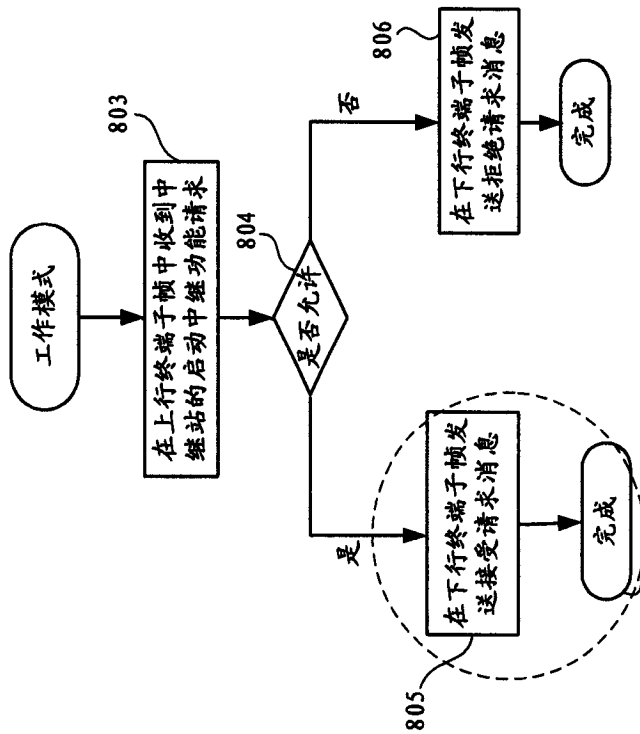 工作模式
803
在上行终端子帧中收到中
继站的启动中继功能请求
804
是否允许
是
否
805
在下行终端子帧发
送接受请求消息
完成
806
在下行终端子帧发
送拒绝请求消息
完成